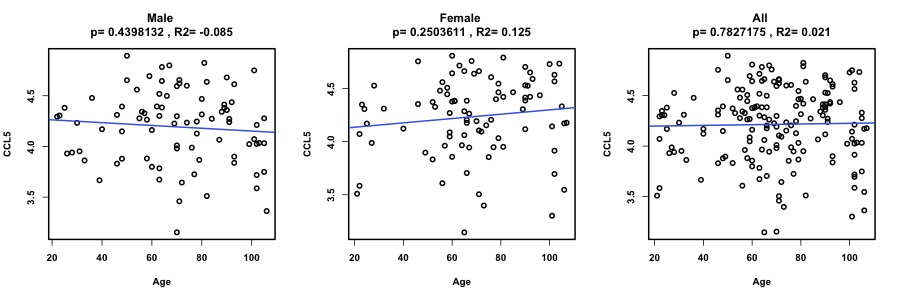 Male
p= 0.4398132 , R2= -0.085
CCL5
4.5
4.0
3.5
20 40 60 80 100
Age
Female
p= 0.2503611 , R2= 0.125
CCL5
4.5
4.0
3.5
20 40 60 80 100
Age
All
p= 0.7827175 , R2= 0.021
CCL5
4.5
4.0
3.5
20 40 60 80 100
Age